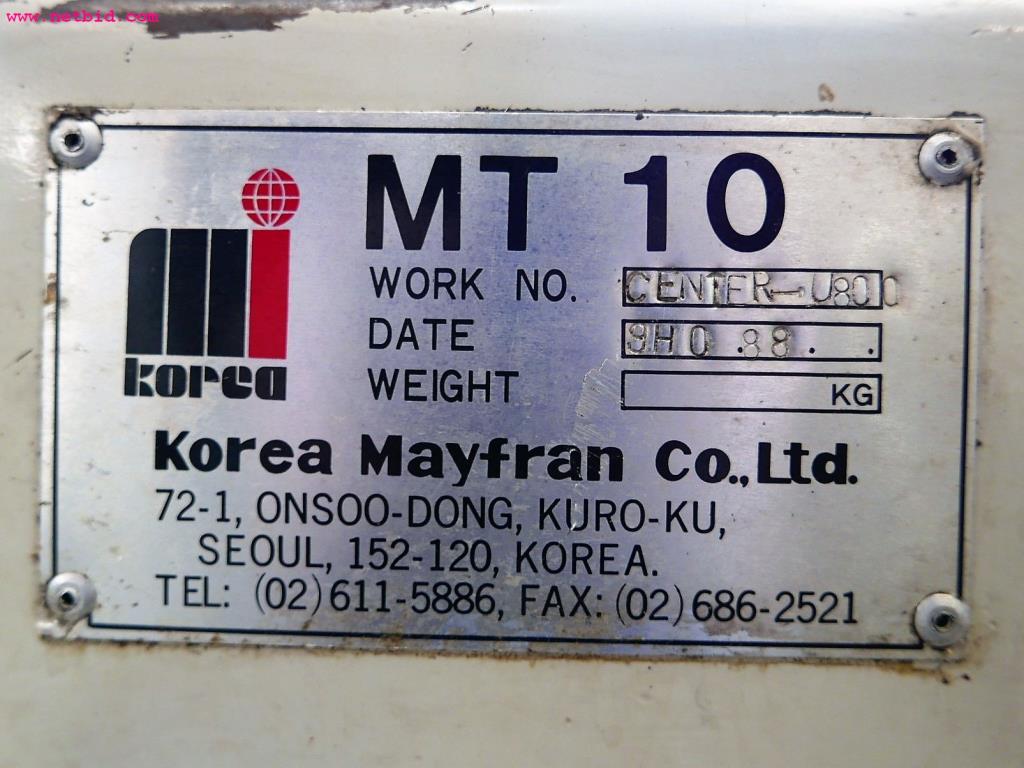 www.netbid.com
MT 10
WORK NO. CENTER-U800
DATE 9H0.88. .
WEIGHT KG
mi
korea
Korea Mayfran Co.,Ltd.
72-1, ONSOO-DONG, KURO-KU,
SEOUL, 152-120, KOREA.
TEL: (02)611-5886, FAX: (02)686-2521